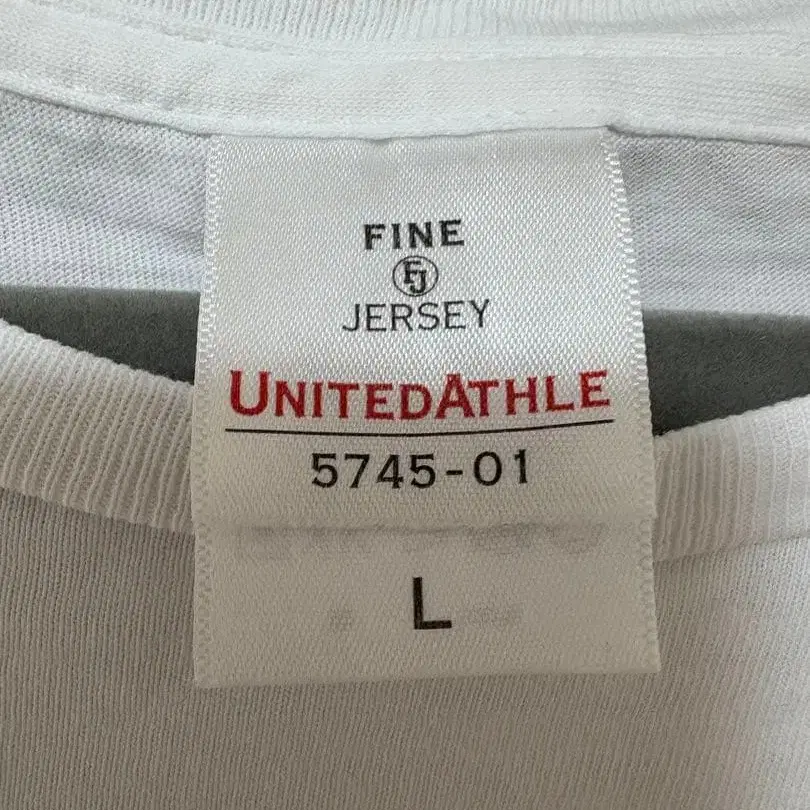 FINE
FJ
JERSEY
UNITEDATHLE
5745-01
L